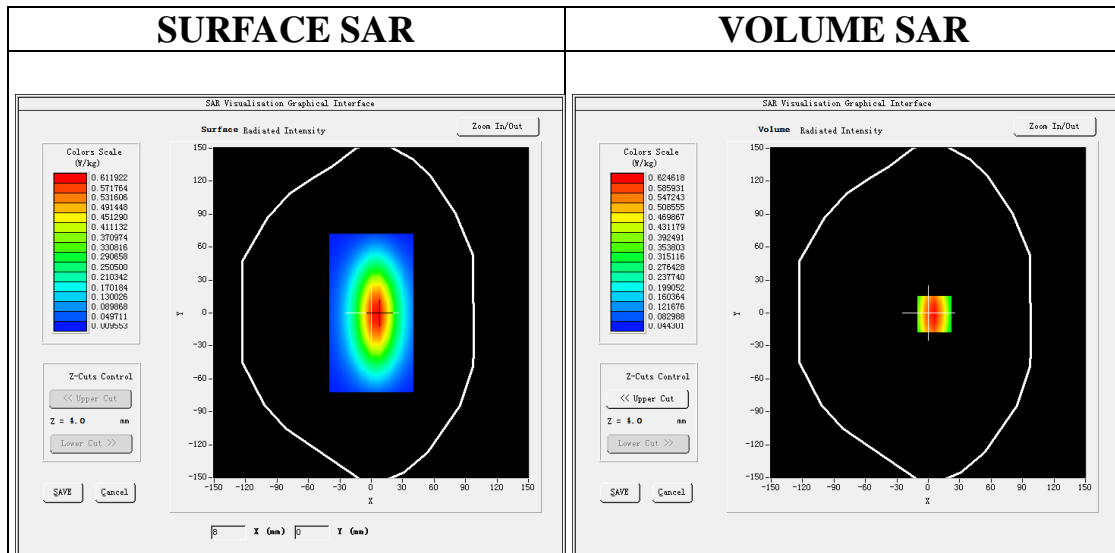 SURFACE SAR
VOLUME SAR
SAR Visualisation Graphical Interface
Surface Radiated Intensity
Zoom In/Out
Colors Scale
(W/kg)
0.611922
0.571764
0.531606
0.491448
0.451290
0.411132
0.370974
0.330816
0.290658
0.250500
0.210342
0.170184
0.130026
0.089868
0.049711
0.009553
Z-Cuts Control
<< Upper Cut
Z = 4.0 mm
Lower Cut >>
SAVE Cancel
150
120
90
60
30
0
-30
-60
-90
-120
-150
Y
-150 -120 -90 -60 -30 0 30 60 90 120 150
X
8 X (mm) 0 Y (mm)
SAR Visualisation Graphical Interface
Volume Radiated Intensity
Zoom In/Out
Colors Scale
(W/kg)
0.624618
0.585931
0.547243
0.508555
0.469867
0.431179
0.392491
0.353803
0.315116
0.276428
0.237740
0.199052
0.160364
0.121676
0.082988
0.044301
Z-Cuts Control
<< Upper Cut
Z = 4.0 mm
Lower Cut >>
SAVE Cancel
150
120
90
60
30
0
-30
-60
-90
-120
-150
Y
-150 -120 -90 -60 -30 0 30 60 90 120 150
X